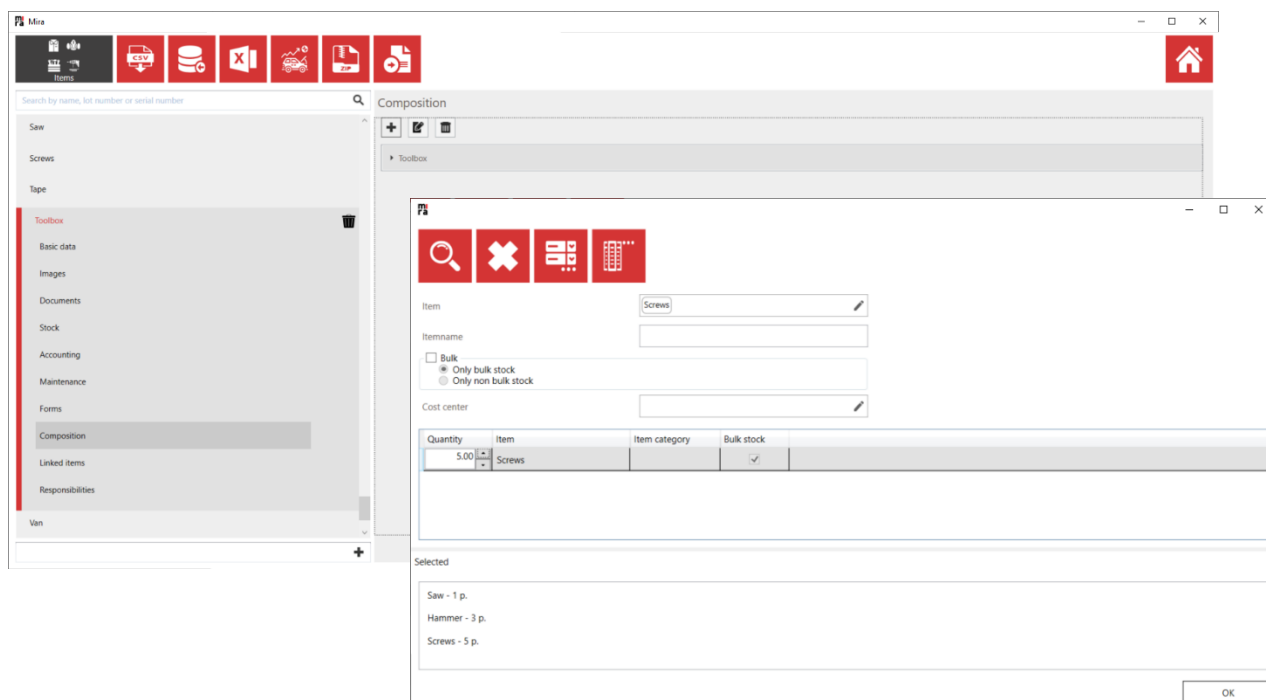 Mira
Items
CSV
X
ZIP
Search by name, lot number or serial number
Saw
Screws
Tape
Toolbox
Basic data
Images
Documents
Stock
Accounting
Maintenance
Forms
Composition
Linked items
Responsibilities
Van
Composition
Toolbox
mira
Item
Screws
Itemname
Bulk
Only bulk stock
Only non bulk stock
Cost center
Quantity Item Item category Bulk stock
5.00 Screws
Selected
Saw - 1 p.
Hammer - 3 p.
Screws - 5 p.
OK